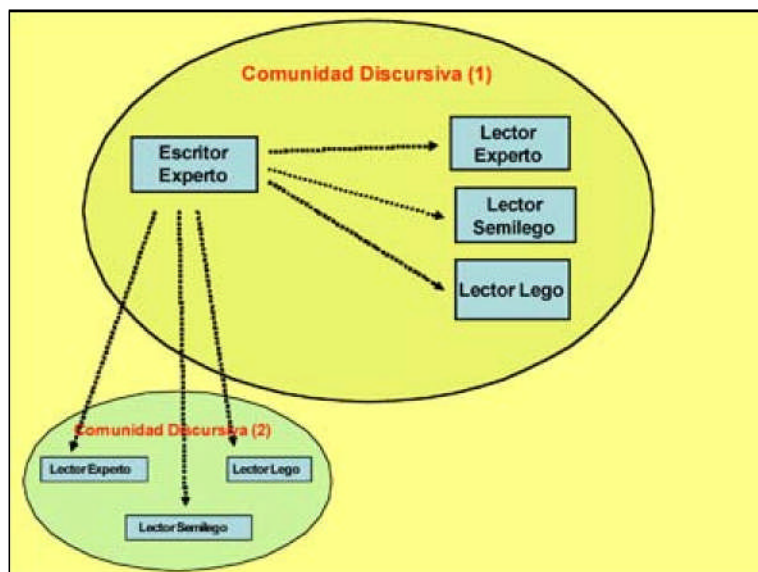 Comunidad Discursiva (1)
Escritor
Experto
Lector
Experto
Lector
Semilego
Lector Lego
Comunidad Discursiva (2)
Lector Experto
Lector Lego
Lector Semilego